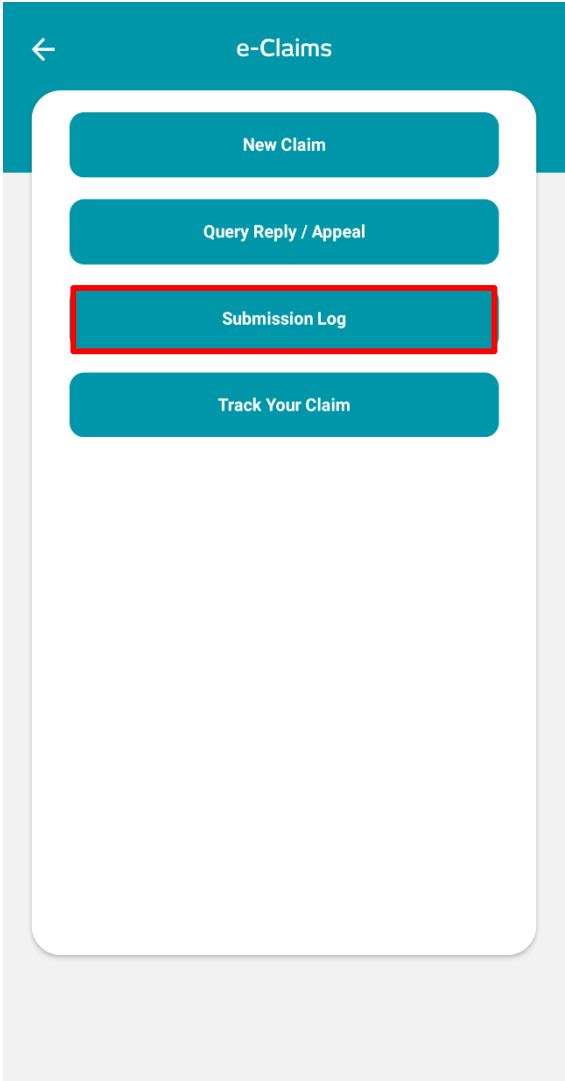 e-Claims
New Claim
Query Reply / Appeal
Submission Log
Track Your Claim